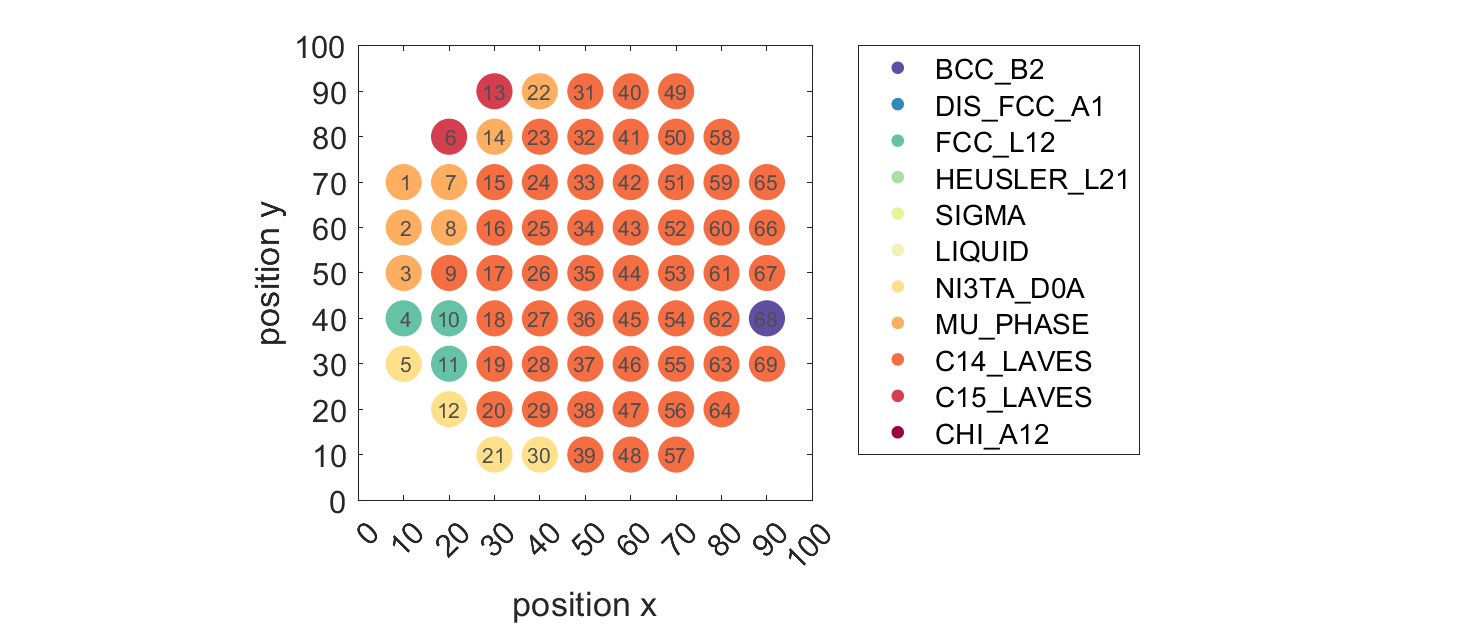 100
90 13 22 31 40 49
80 6 14 23 32 41 50 58
70 1 7 15 24 33 42 51 59 65
60 2 8 16 25 34 43 52 60 66
50 3 9 17 26 35 44 53 61 67
40 4 10 18 27 36 45 54 62 68
30 5 11 19 28 37 46 55 63 69
20 12 20 29 38 47 56 64
10 21 30 39 48 57
0
0 10 20 30 40 50 60 70 80 90 100
position x
position y
BCC_B2
DIS_FCC_A1
FCC_L12
HEUSLER_L21
SIGMA
LIQUID
NI3TA_D0A
MU_PHASE
C14_LAVES
C15_LAVES
CHI_A12